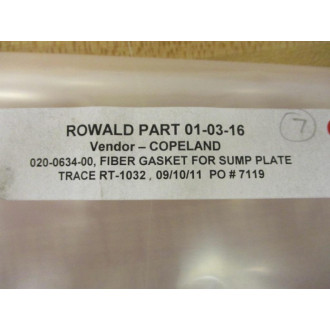 ROWALD PART 01-03-16
Vendor – COPELAND
020-0634-00, FIBER GASKET FOR SUMP PLATE
TRACE RT-1032 , 09/10/11 PO # 7119
7